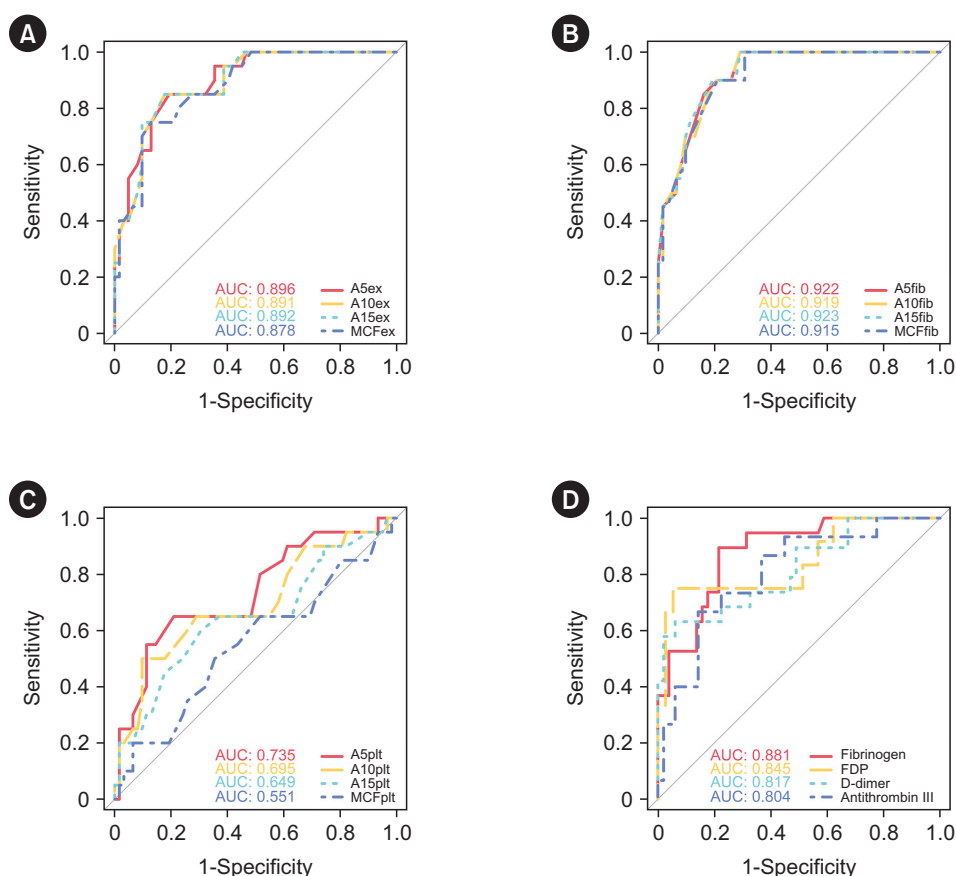 A
1.0
0.8
0.6
0.4
0.2
0
Sensitivity
AUC: 0.896 A5ex
AUC: 0.891 A10ex
AUC: 0.892 A15ex
AUC: 0.878 MCFex
0 0.2 0.4 0.6 0.8 1.0
1-Specificity
B
1.0
0.8
0.6
0.4
0.2
0
Sensitivity
AUC: 0.922 A5fib
AUC: 0.919 A10fib
AUC: 0.923 A15fib
AUC: 0.915 MCFfib
0 0.2 0.4 0.6 0.8 1.0
1-Specificity
C
1.0
0.8
0.6
0.4
0.2
0
Sensitivity
AUC: 0.735 A5plt
AUC: 0.695 A10plt
AUC: 0.649 A15plt
AUC: 0.551 MCFplt
0 0.2 0.4 0.6 0.8 1.0
1-Specificity
D
1.0
0.8
0.6
0.4
0.2
0
Sensitivity
AUC: 0.881 Fibrinogen
AUC: 0.845 FDP
AUC: 0.817 D-dimer
AUC: 0.804 Antithrombin III
0 0.2 0.4 0.6 0.8 1.0
1-Specificity